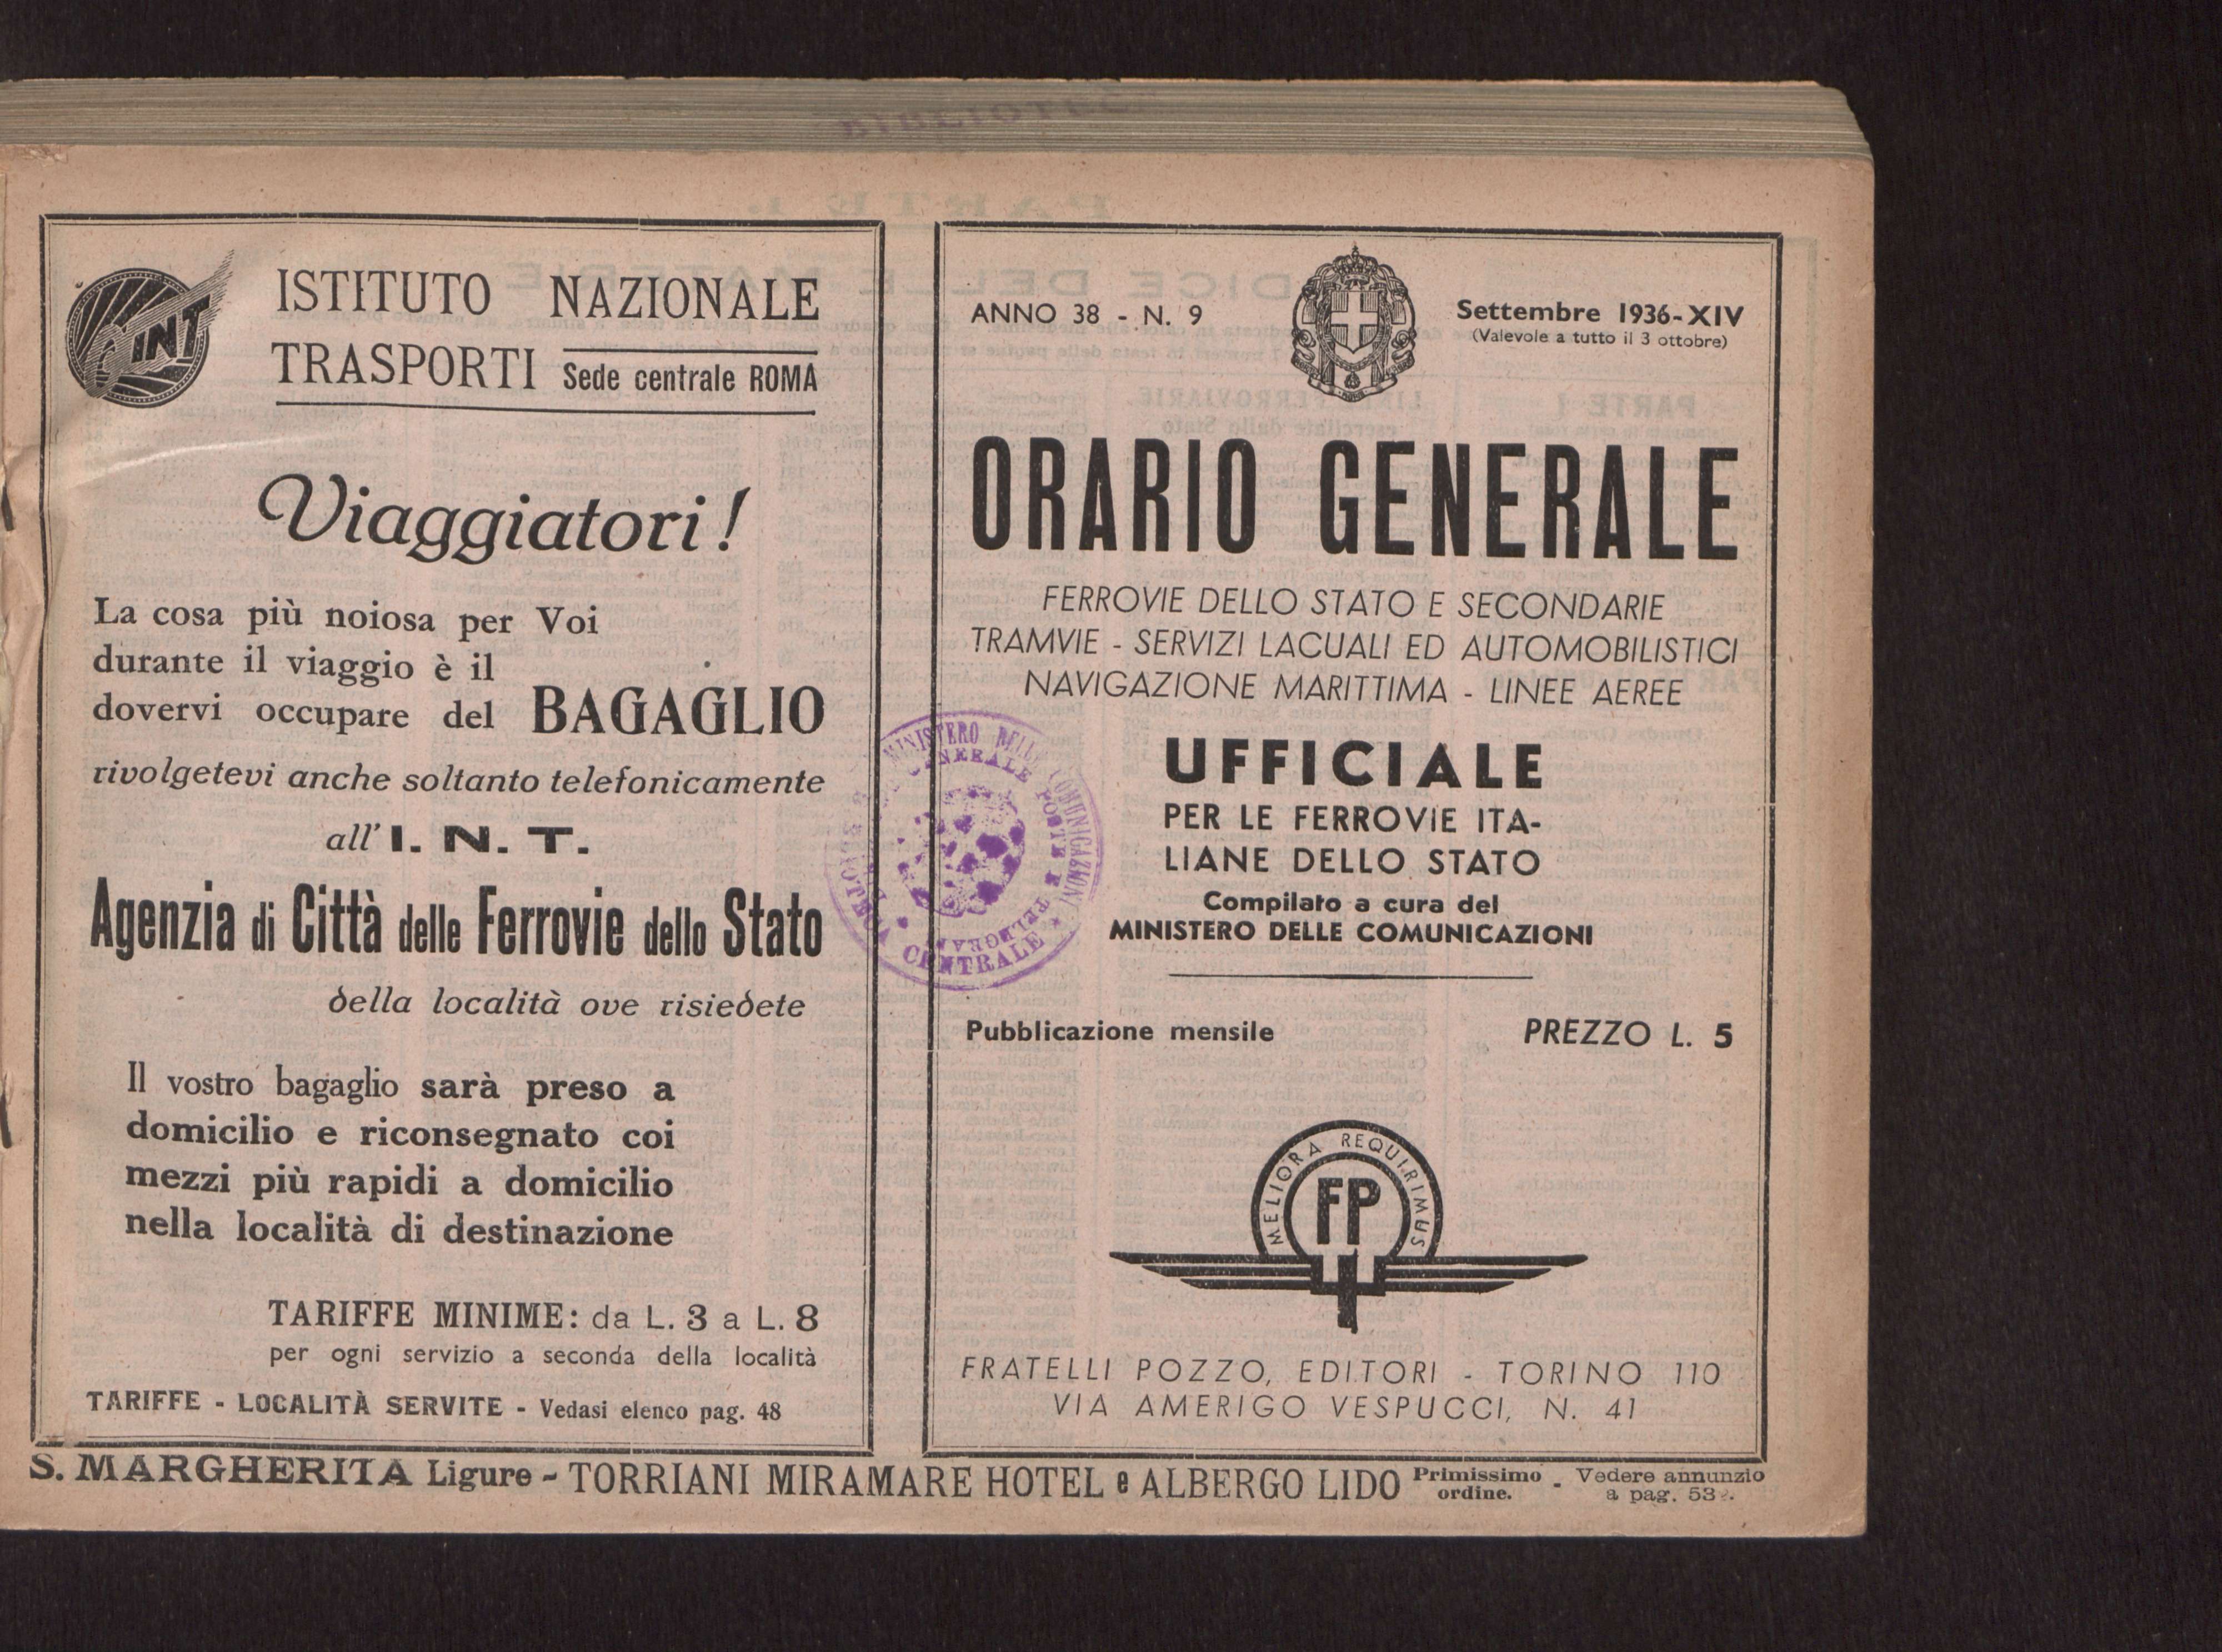 INT
ISTITUTO NAZIONALE
TRASPORTI Sede centrale ROMA
Viaggiatori!
La cosa più noiosa per Voi
durante il viaggio è il
dovervi occupare del BAGAGLIO
rivolgetevi anche soltanto telefonicamente
all' I. N. T.
Agenzia di Città delle Ferrovie dello Stato
della località ove risiedete
Il vostro bagaglio sarà preso a
domicilio e riconsegnato coi
mezzi più rapidi a domicilio
nella località di destinazione
TARIFFE MINIME: da L. 3 a L. 8
per ogni servizio a seconda della località
TARIFFE - LOCALITÀ SERVITE - Vedasi elenco pag. 48
ANNO 38 - N. 9
Settembre 1936-XIV
(Valevole a tutto il 3 ottobre)
ORARIO GENERALE
FERROVIE DELLO STATO E SECONDARIE
TRAMVIE - SERVIZI LACUALI ED AUTOMOBILISTICI
NAVIGAZIONE MARITTIMA - LINEE AEREE
UFFICIALE
PER LE FERROVIE ITA-
LIANE DELLO STATO
Compilato a cura del
MINISTERO DELLE COMUNICAZIONI
MINISTERO DELLE COMUNICAZIONI
POSTE E
CENTRALE
Pubblicazione mensile
PREZZO L. 5
MELIORA REQUIRIMUS
FP
FRATELLI POZZO, EDITORI - TORINO 110
VIA AMERIGO VESPUCCI, N. 41
S. MARGHERITA Ligure - TORRIANI MIRAMARE HOTEL e ALBERGO LIDO Primissimo ordine. - Vedere annunzio
a pag.